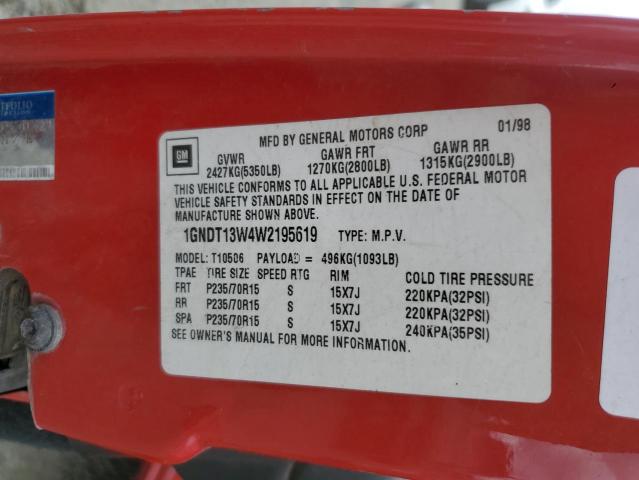 TFOLIO
MFD BY GENERAL MOTORS CORP 01/98
GM
GVWR GAWR FRT GAWR RR
2427KG(5350LB) 1270KG(2800LB) 1315KG(2900LB)
THIS VEHICLE CONFORMS TO ALL APPLICABLE U.S. FEDERAL MOTOR
VEHICLE SAFETY STANDARDS IN EFFECT ON THE DATE OF
MANUFACTURE SHOWN ABOVE.
1GNDT13W4W2195619 TYPE: M.P.V.
MODEL: T10506 PAYLOAD= 496KG(1093LB)
TPAE TIRE SIZE SPEED RTG RIM COLD TIRE PRESSURE
FRT P235/70R15 S 15X7J 220KPA(32PSI)
RR P235/70R15 S 15X7J 220KPA(32PSI)
SPA P235/70R15 S 15X7J 240KPA(35PSI)
SEE OWNER'S MANUAL FOR MORE INFORMATION.